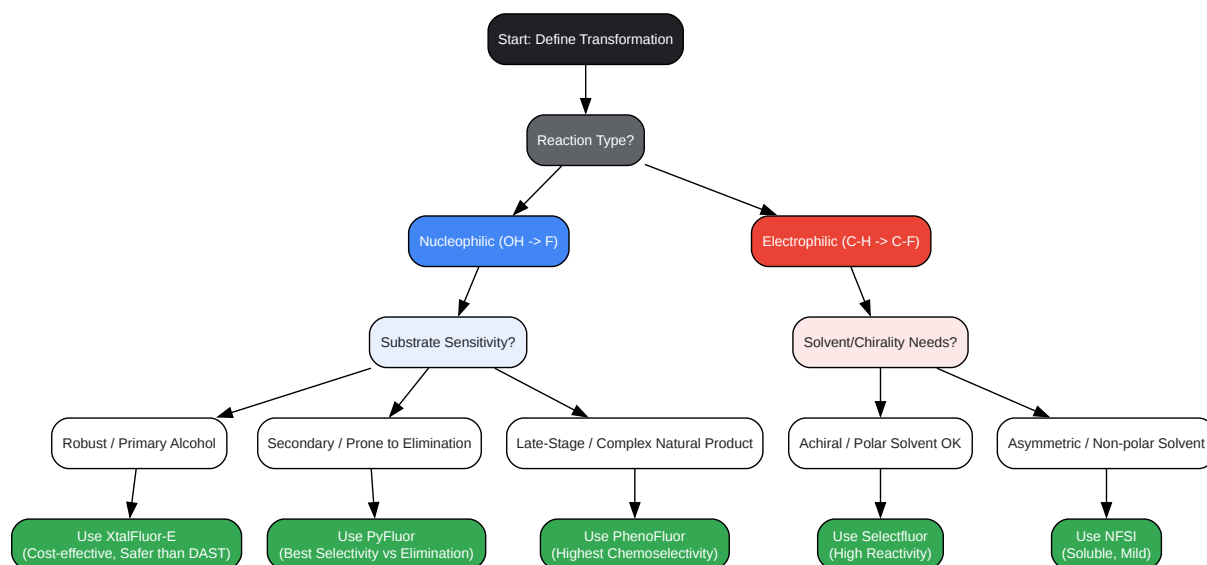 Start: Define Transformation
Reaction Type?
Nucleophilic (OH -> F)
Electrophilic (C-H -> C-F)
Substrate Sensitivity?
Solvent/Chirality Needs?
Robust / Primary Alcohol
Secondary / Prone to Elimination
Late-Stage / Complex Natural Product
Achiral / Polar Solvent OK
Asymmetric / Non-polar Solvent
Use XtalFluor-E
(Cost-effective, Safer than DAST)
Use PyFluor
(Best Selectivity vs Elimination)
Use PhenoFluor
(Highest Chemoselectivity)
Use Selectfluor
(High Reactivity)
Use NFSI
(Soluble, Mild)